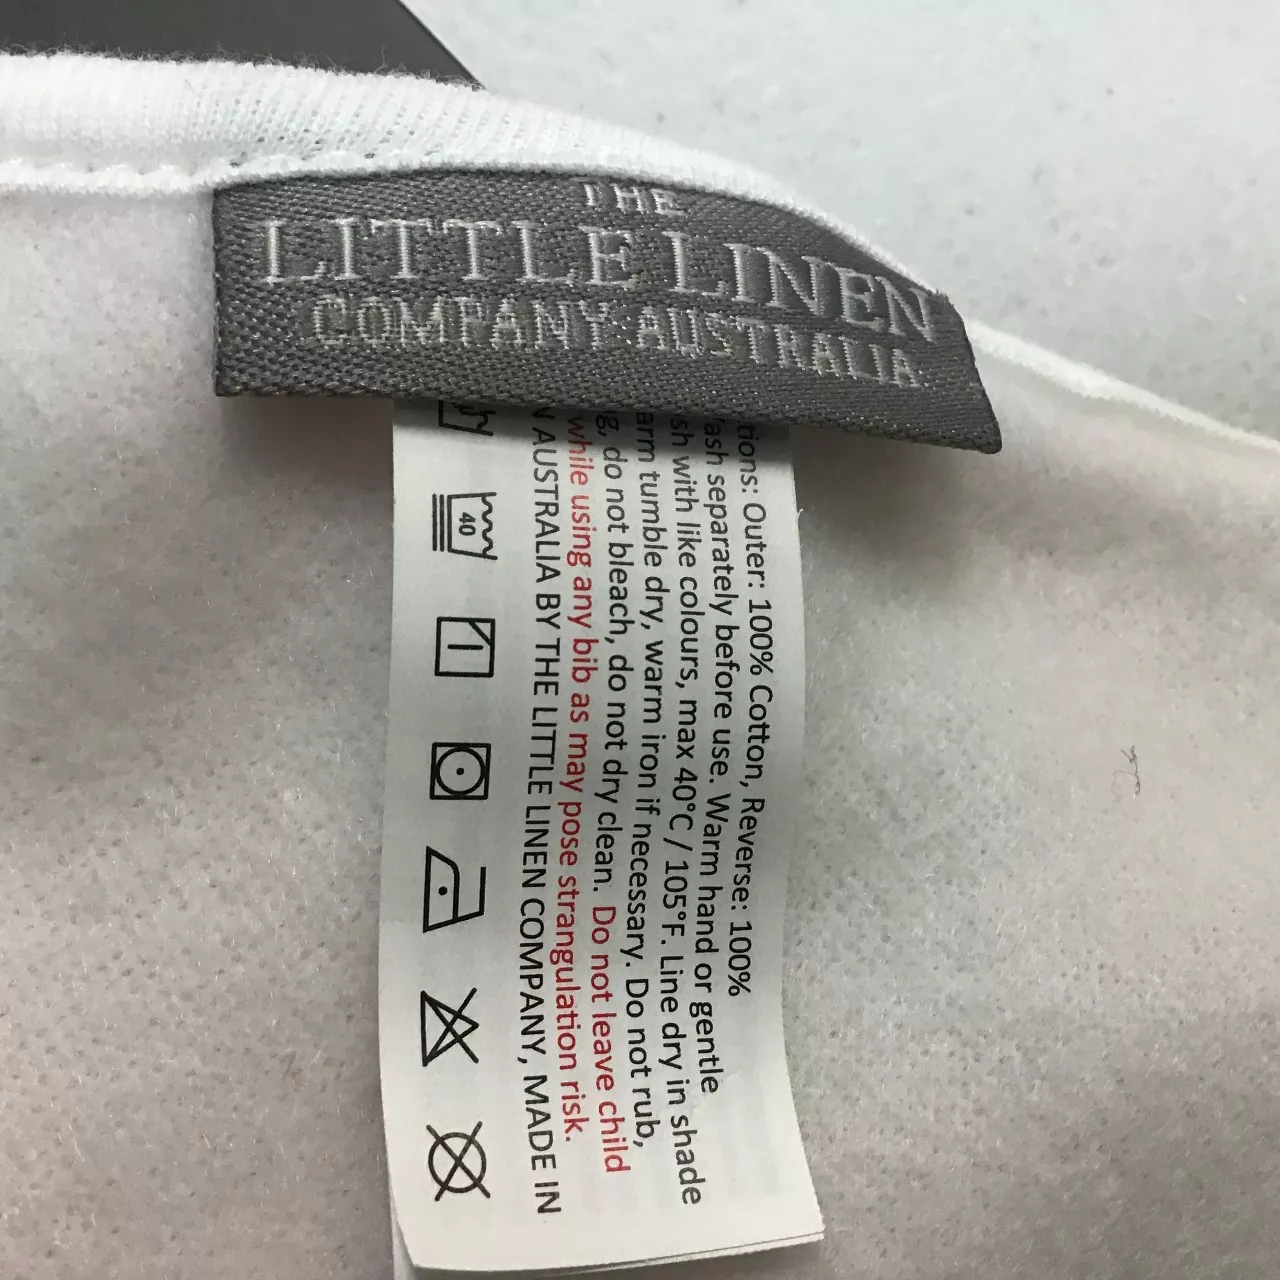 THE
LITTLE LINEN
COMPANY AUSTRALIA
tions: Outer: 100% Cotton, Reverse: 100%
ash separately before use. Warm hand or gentle
sh with like colours, max 40°C / 105°F. Line dry in shade
arm tumble dry, warm iron if necessary. Do not rub,
g, do not bleach, do not dry clean. Do not leave child
while using any bib as may pose strangulation risk.
N AUSTRALIA BY THE LITTLE LINEN COMPANY, MADE IN
40